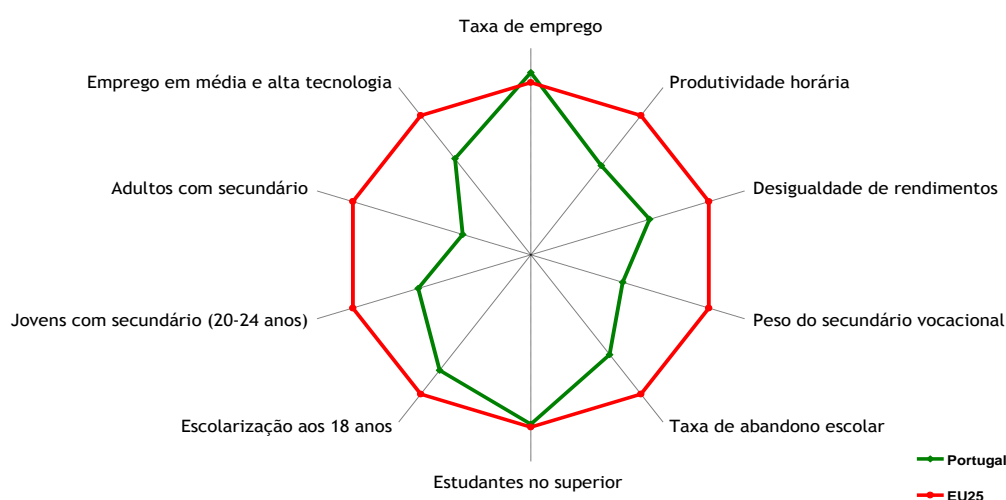 Taxa de emprego
Emprego em média e alta tecnologia
Produtividade horária
Adultos com secundário
Desigualdade de rendimentos
Jovens com secundário (20-24 anos)
Peso do secundário vocacional
Escolarização aos 18 anos
Taxa de abandono escolar
Estudantes no superior
Portugal
EU25